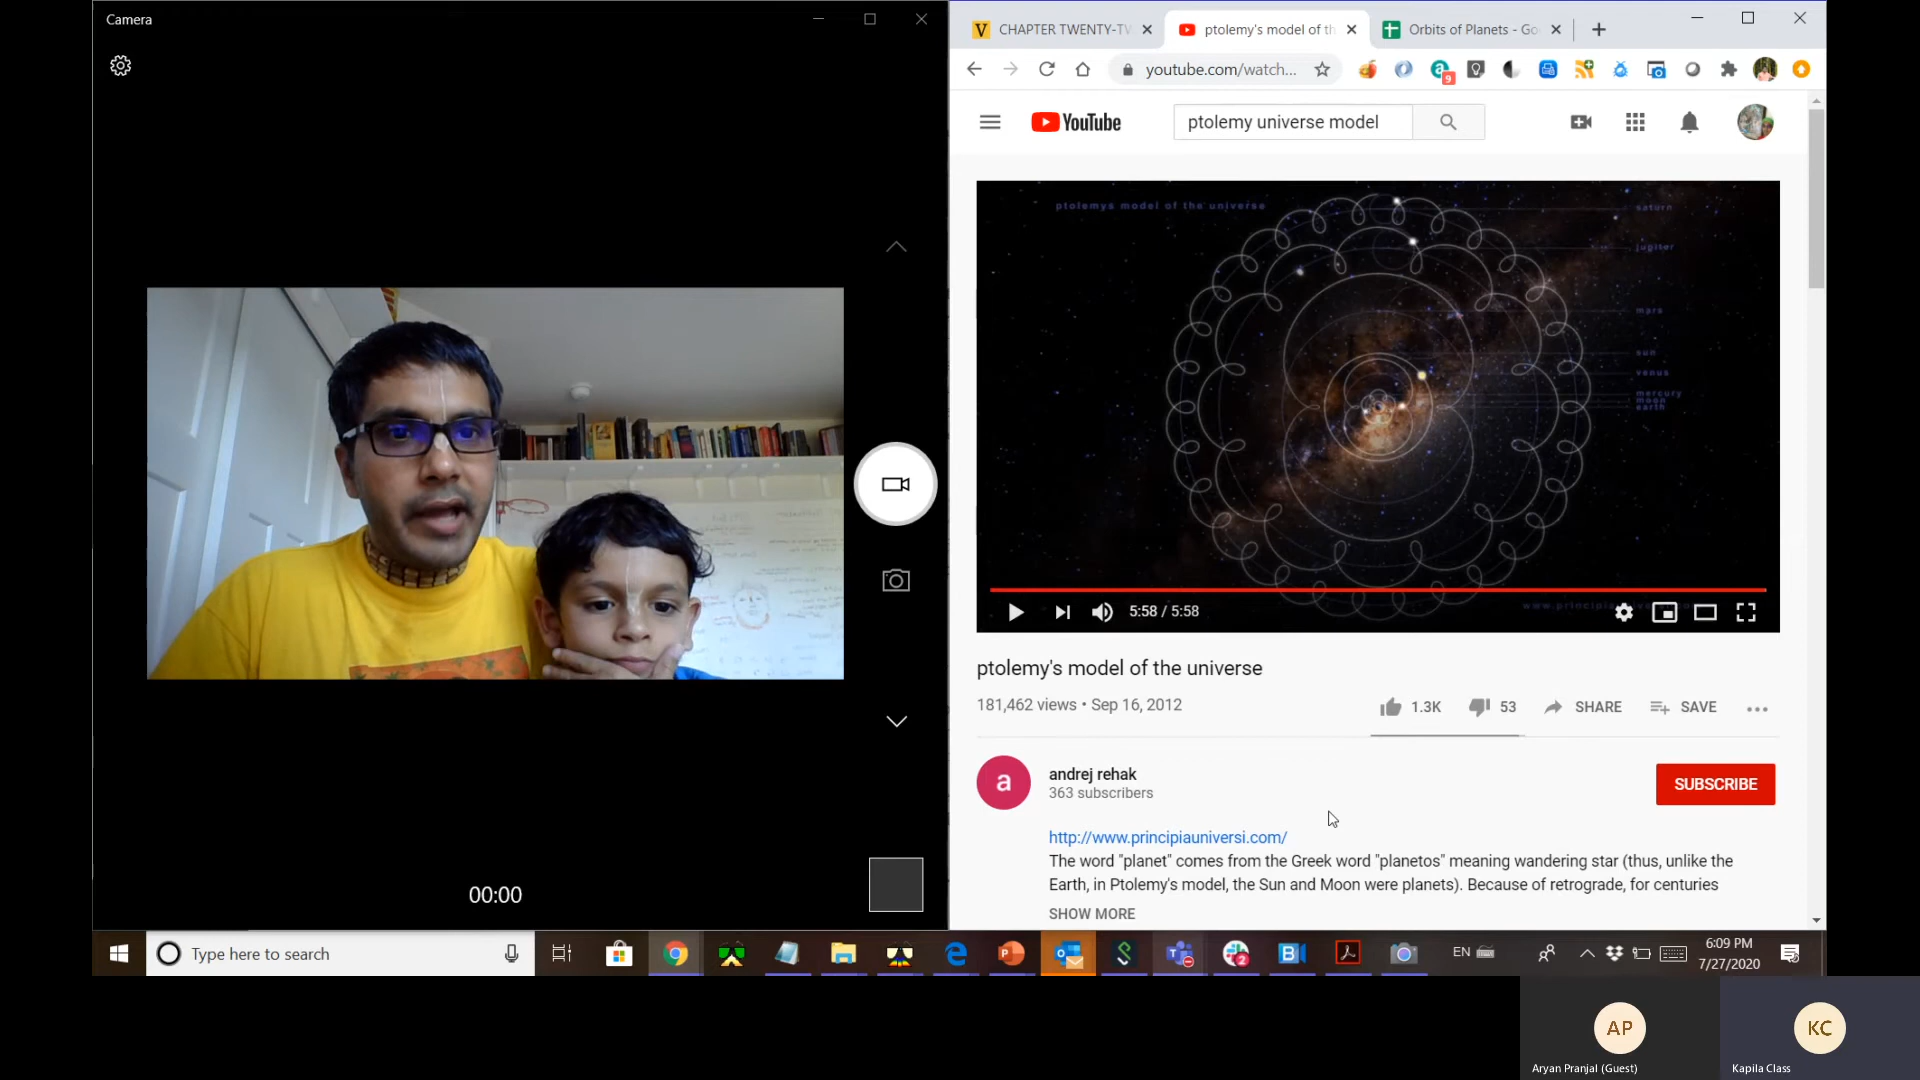 Camera
00:00
CHAPTER TWENTY-TW
ptolemy's model of th
Orbits of Planets - Go
youtube.com/watch...
9
YouTube
ptolemy universe model
ptolemys model of the universe
saturn
jupiter
mars
sun
venus
mercury
moon
earth
5:58 / 5:58
ptolemy's model of the universe
181,462 views • Sep 16, 2012
1.3K
53
SHARE
SAVE
a
andrej rehak
363 subscribers
SUBSCRIBE
http://www.principiauniversi.com/
The word "planet" comes from the Greek word "planetos" meaning wandering star (thus, unlike the
Earth, in Ptolemy's model, the Sun and Moon were planets). Because of retrograde, for centuries
SHOW MORE
Type here to search
2
EN
6:09 PM
7/27/2020
AP
Aryan Pranjal (Guest)
KC
Kapila Class